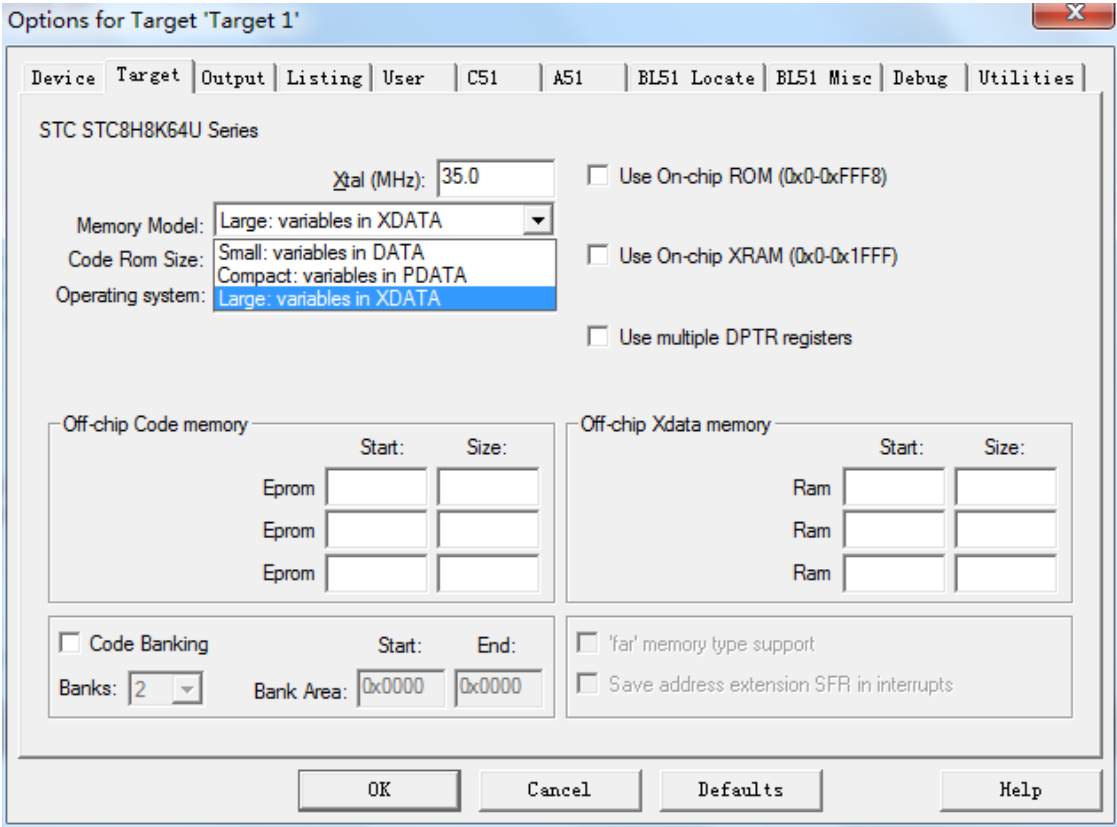 Options for Target 'Target 1'
X
Device Target Output Listing User C51 A51 BL51 Locate BL51 Misc Debug Utilities
STC STC8H8K64U Series
Xtal (MHz): 35.0
Use On-chip ROM (0x0-0xFFF8)
Memory Model: Large: variables in XDATA
Code Rom Size: Small: variables in DATA
Use On-chip XRAM (0x0-0x1FFF)
Compact: variables in PDATA
Operating system: Large: variables in XDATA
Use multiple DPTR registers
Off-chip Code memory
Start: Size:
Eprom
Eprom
Eprom
Off-chip Xdata memory
Start: Size:
Ram
Ram
Ram
Code Banking Start: End:
Banks: 2 Bank Area: 0x0000 0x0000
'far' memory type support
Save address extension SFR in interrupts
OK Cancel Defaults Help